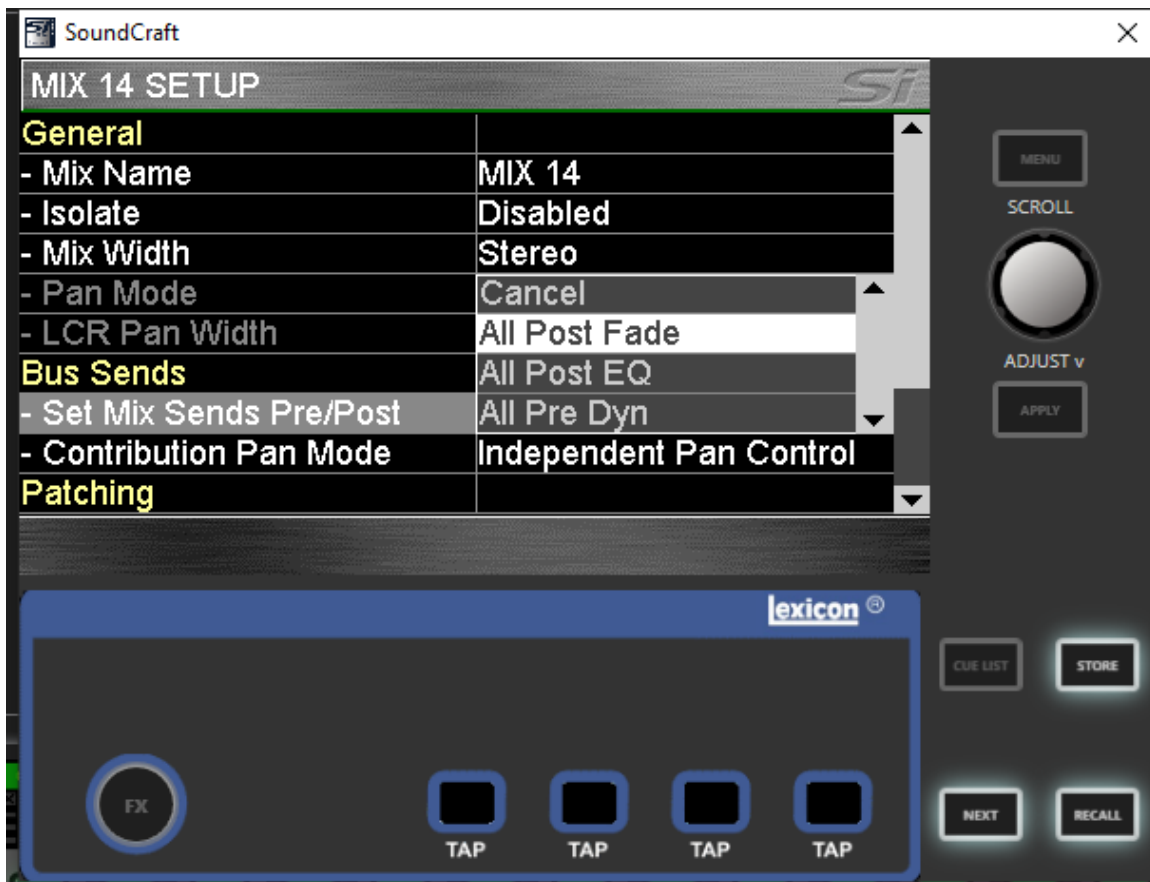 SoundCraft
MIX 14 SETUP
Si
General
- Mix Name MIX 14
- Isolate Disabled
- Mix Width Stereo
- Pan Mode Cancel
- LCR Pan Width All Post Fade
Bus Sends All Post EQ
- Set Mix Sends Pre/Post All Pre Dyn
- Contribution Pan Mode Independent Pan Control
Patching
MENU
SCROLL
ADJUST v
APPLY
lexicon ®
CUE LIST STORE
FX
TAP TAP TAP TAP
NEXT RECALL